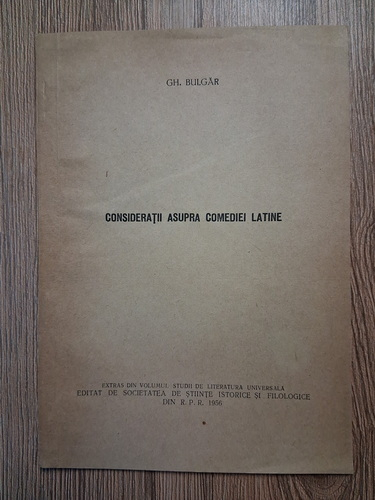 GH. BULGĂR
CONSIDERAȚII ASUPRA COMEDIEI LATINE
EXTRAS DIN VOLUMUL STUDII DE LITERATURA UNIVERSALĂ
EDITAT DE SOCIETATEA DE ȘTIINȚE ISTORICE ȘI FILOLOGICE
DIN R. P. R. 1956